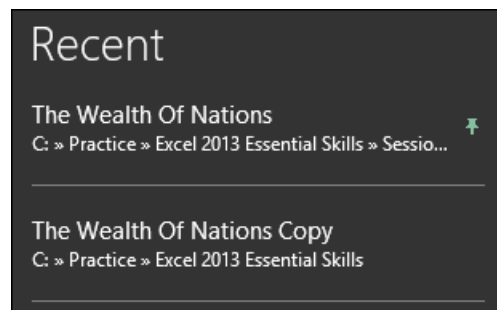 Recent
The Wealth Of Nations
C: » Practice » Excel 2013 Essential Skills » Sessio...
The Wealth Of Nations Copy
C: » Practice » Excel 2013 Essential Skills